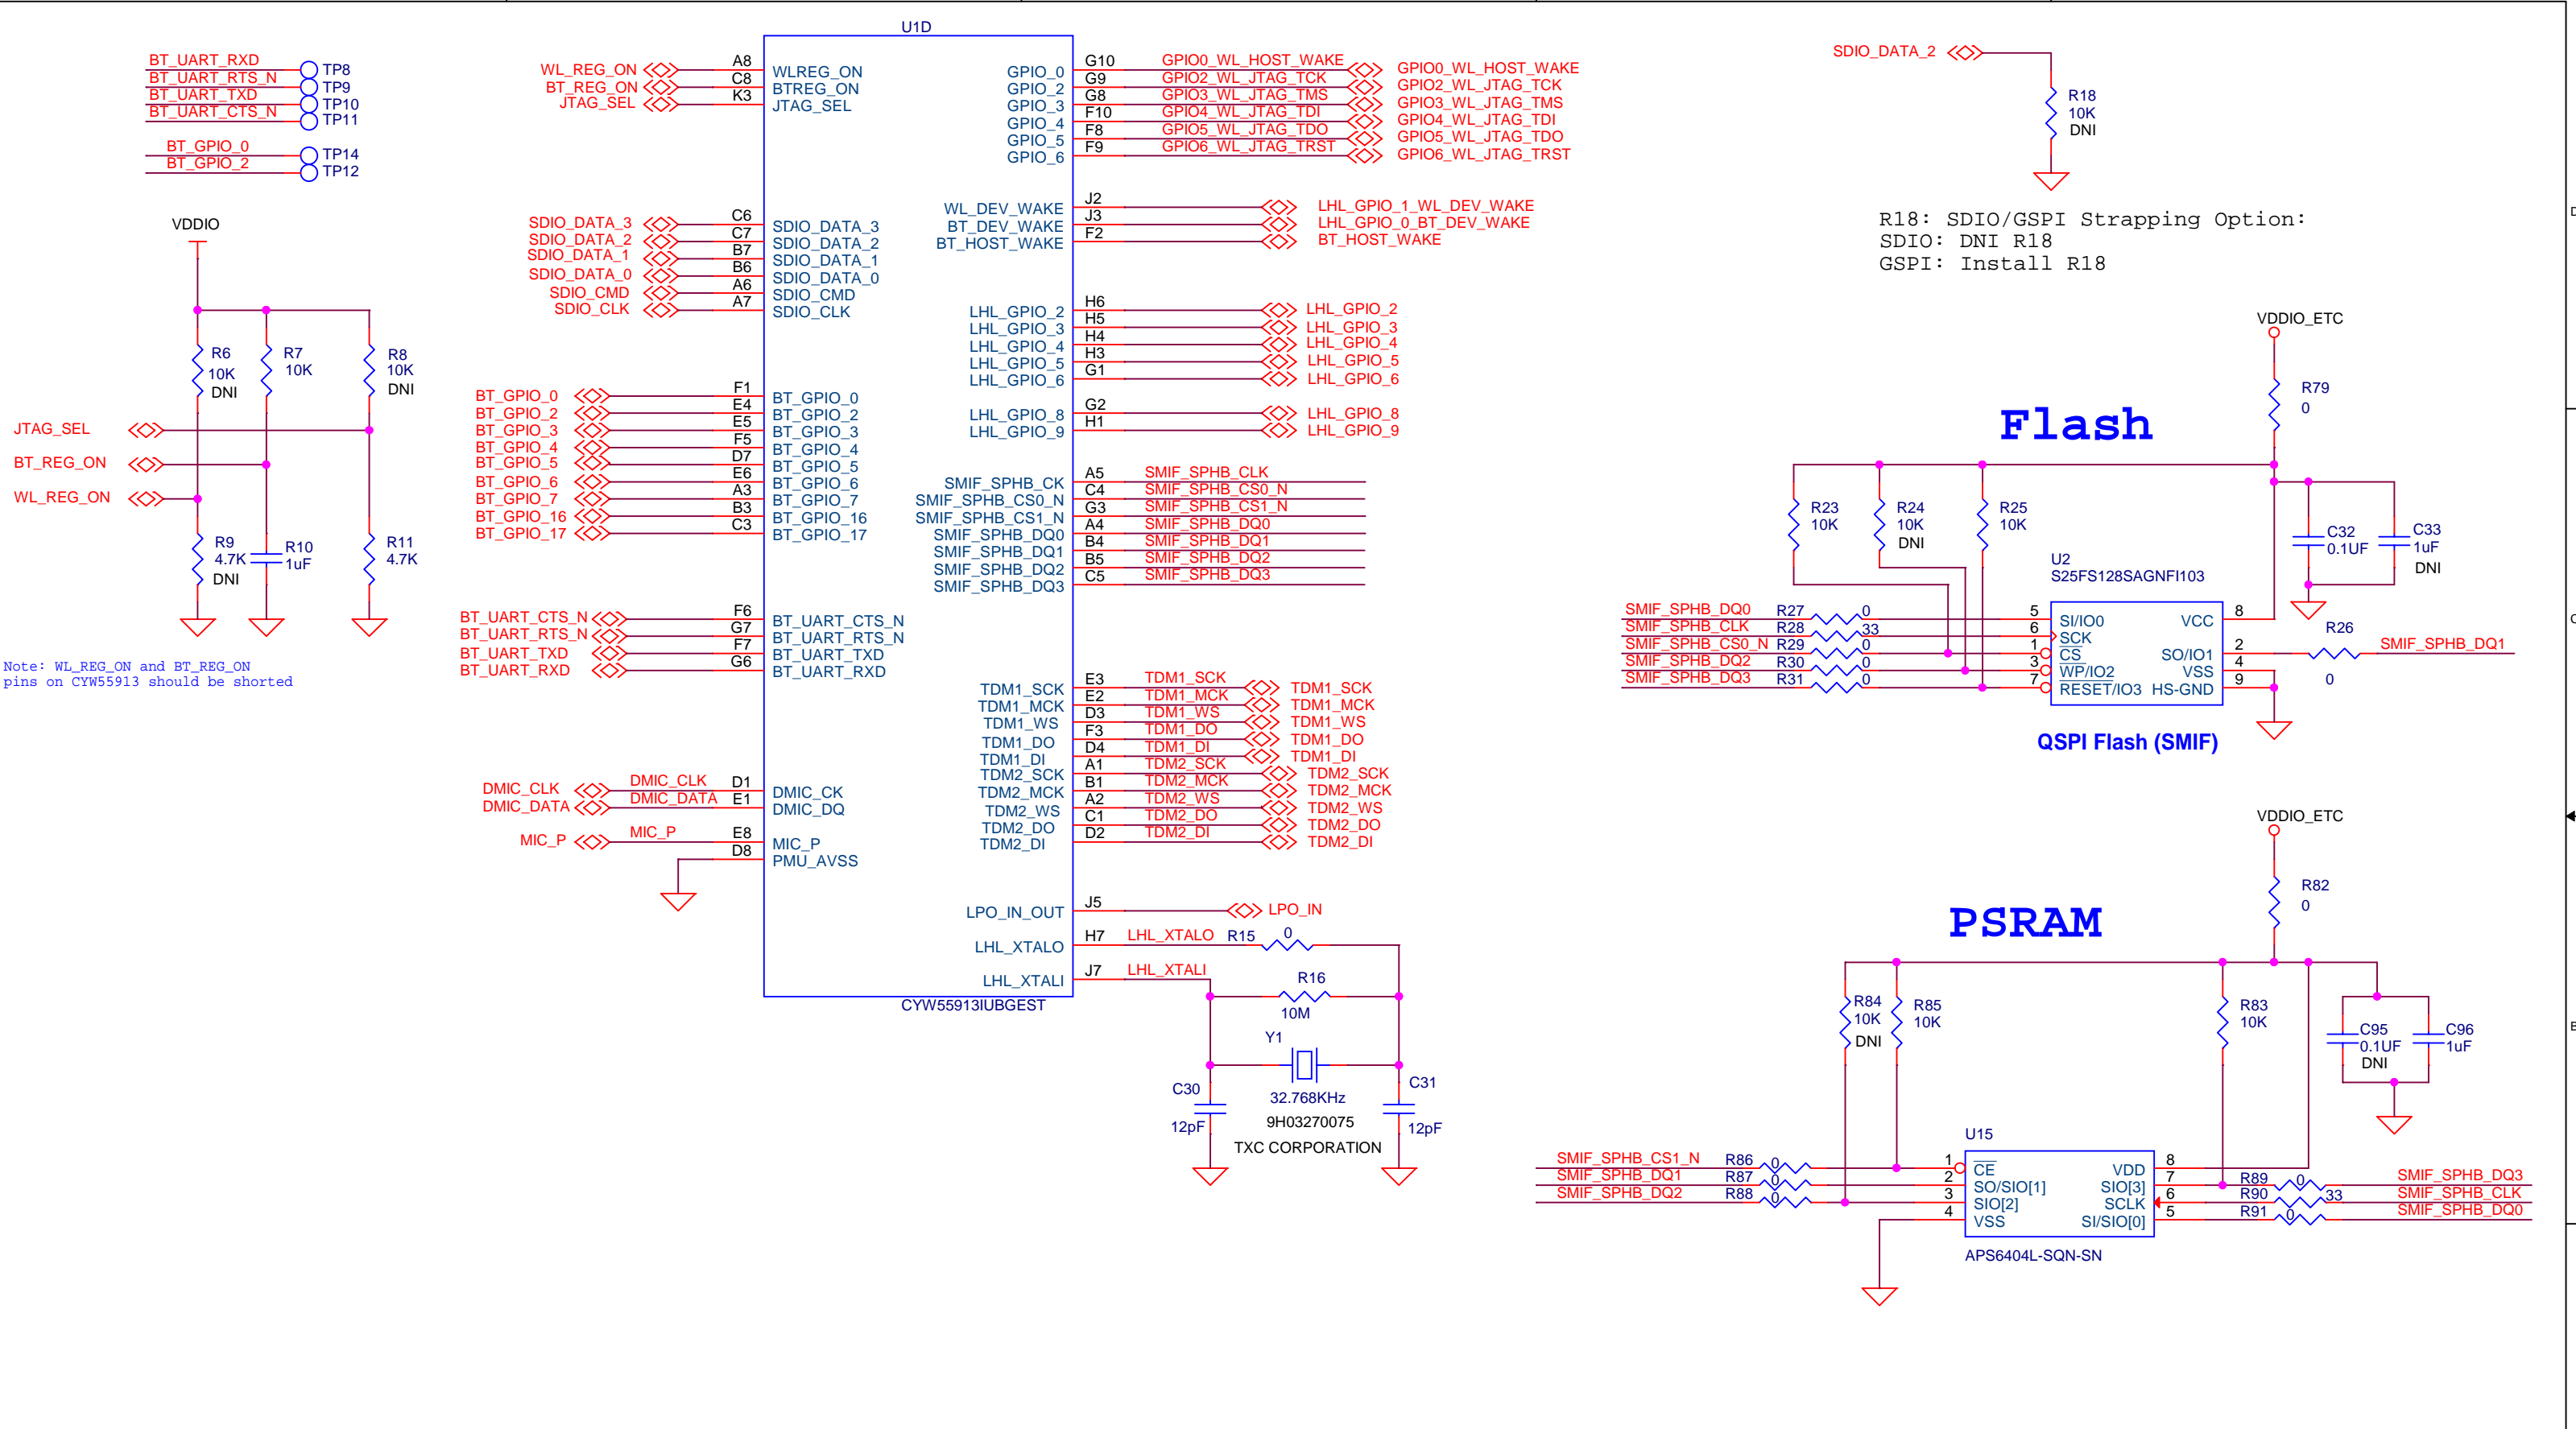 BT_UART_RXD TP8
BT_UART_RTS_N TP9
BT_UART_TXD TP10
BT_UART_CTS_N TP11
BT_GPIO_0 TP14
BT_GPIO_2 TP12
VDDIO
R6
10K
DNI
R7
10K
R8
10K
DNI
JTAG_SEL
BT_REG_ON
WL_REG_ON
R9
4.7K
DNI
R10
1uF
R11
4.7K
Note: WL_REG_ON and BT_REG_ON
pins on CYW55913 should be shorted
U1D
WL_REG_ON A8 WLREG_ON
BT_REG_ON C8 BTREG_ON
JTAG_SEL K3 JTAG_SEL
SDIO_DATA_3 C6 SDIO_DATA_3
SDIO_DATA_2 C7 SDIO_DATA_2
SDIO_DATA_1 B7 SDIO_DATA_1
SDIO_DATA_0 B6 SDIO_DATA_0
SDIO_CMD A6 SDIO_CMD
SDIO_CLK A7 SDIO_CLK
BT_GPIO_0 F1 BT_GPIO_0
BT_GPIO_2 E4 BT_GPIO_2
BT_GPIO_3 E5 BT_GPIO_3
BT_GPIO_4 F5 BT_GPIO_4
BT_GPIO_5 D7 BT_GPIO_5
BT_GPIO_6 E6 BT_GPIO_6
BT_GPIO_7 A3 BT_GPIO_7
BT_GPIO_16 B3 BT_GPIO_16
BT_GPIO_17 C3 BT_GPIO_17
BT_UART_CTS_N F6 BT_UART_CTS_N
BT_UART_RTS_N G7 BT_UART_RTS_N
BT_UART_TXD F7 BT_UART_TXD
BT_UART_RXD G6 BT_UART_RXD
DMIC_CLK DMIC_CLK D1 DMIC_CK
DMIC_DATA DMIC_DATA E1 DMIC_DQ
MIC_P MIC_P E8 MIC_P
D8 PMU_AVSS
GPIO_0 G10 GPIO0_WL_HOST_WAKE GPIO0_WL_HOST_WAKE
GPIO_2 G9 GPIO2_WL_JTAG_TCK GPIO2_WL_JTAG_TCK
GPIO_3 G8 GPIO3_WL_JTAG_TMS GPIO3_WL_JTAG_TMS
GPIO_4 F10 GPIO4_WL_JTAG_TDI GPIO4_WL_JTAG_TDI
GPIO_5 F8 GPIO5_WL_JTAG_TDO GPIO5_WL_JTAG_TDO
GPIO_6 F9 GPIO6_WL_JTAG_TRST GPIO6_WL_JTAG_TRST
WL_DEV_WAKE J2 LHL_GPIO_1_WL_DEV_WAKE
BT_DEV_WAKE J3 LHL_GPIO_0_BT_DEV_WAKE
BT_HOST_WAKE F2 BT_HOST_WAKE
LHL_GPIO_2 H6 LHL_GPIO_2
LHL_GPIO_3 H5 LHL_GPIO_3
LHL_GPIO_4 H4 LHL_GPIO_4
LHL_GPIO_5 H3 LHL_GPIO_5
LHL_GPIO_6 G1 LHL_GPIO_6
LHL_GPIO_8 G2 LHL_GPIO_8
LHL_GPIO_9 H1 LHL_GPIO_9
SMIF_SPHB_CK A5 SMIF_SPHB_CLK
SMIF_SPHB_CS0_N C4 SMIF_SPHB_CS0_N
SMIF_SPHB_CS1_N G3 SMIF_SPHB_CS1_N
SMIF_SPHB_DQ0 A4 SMIF_SPHB_DQ0
SMIF_SPHB_DQ1 B4 SMIF_SPHB_DQ1
SMIF_SPHB_DQ2 B5 SMIF_SPHB_DQ2
SMIF_SPHB_DQ3 C5 SMIF_SPHB_DQ3
TDM1_SCK E3 TDM1_SCK TDM1_SCK
TDM1_MCK E2 TDM1_MCK TDM1_MCK
TDM1_WS D3 TDM1_WS TDM1_WS
TDM1_DO F3 TDM1_DO TDM1_DO
TDM1_DI D4 TDM1_DI TDM1_DI
TDM2_SCK A1 TDM2_SCK TDM2_SCK
TDM2_MCK B1 TDM2_MCK TDM2_MCK
TDM2_WS A2 TDM2_WS TDM2_WS
TDM2_DO C1 TDM2_DO TDM2_DO
TDM2_DI D2 TDM2_DI TDM2_DI
LPO_IN_OUT J5 LPO_IN
LHL_XTALO H7 LHL_XTALO R15 0
LHL_XTALI J7 LHL_XTALI
CYW55913IUBGEST
R16
10M
Y1
32.768KHz
9H03270075
TXC CORPORATION
C30
12pF
C31
12pF
SDIO_DATA_2
R18
10K
DNI
R18: SDIO/GSPI Strapping Option:
SDIO: DNI R18
GSPI: Install R18
Flash
VDDIO_ETC
R79
0
R23
10K
R24
10K
DNI
R25
10K
C32
0.1UF
C33
1uF
DNI
U2
S25FS128SAGNFI103
SMIF_SPHB_DQ0 R27 0 5 SI/IO0
SMIF_SPHB_CLK R28 33 6 SCK
SMIF_SPHB_CS0_N R29 0 1 CS
SMIF_SPHB_DQ2 R30 0 3 WP/IO2
SMIF_SPHB_DQ3 R31 0 7 RESET/IO3
VCC 8
SO/IO1 2 R26 0 SMIF_SPHB_DQ1
VSS 4
HS-GND 9
QSPI Flash (SMIF)
PSRAM
VDDIO_ETC
R82
0
R84
10K
DNI
R85
10K
R83
10K
C95
0.1UF
DNI
C96
1uF
U15
SMIF_SPHB_CS1_N R86 0 1 CE
SMIF_SPHB_DQ1 R87 0 2 SO/SIO[1]
SMIF_SPHB_DQ2 R88 0 3 SIO[2]
4 VSS
VDD 8
SIO[3] 7 R89 0 SMIF_SPHB_DQ3
SCLK 6 R90 33 SMIF_SPHB_CLK
SI/SIO[0] 5 R91 0 SMIF_SPHB_DQ0
APS6404L-SQN-SN